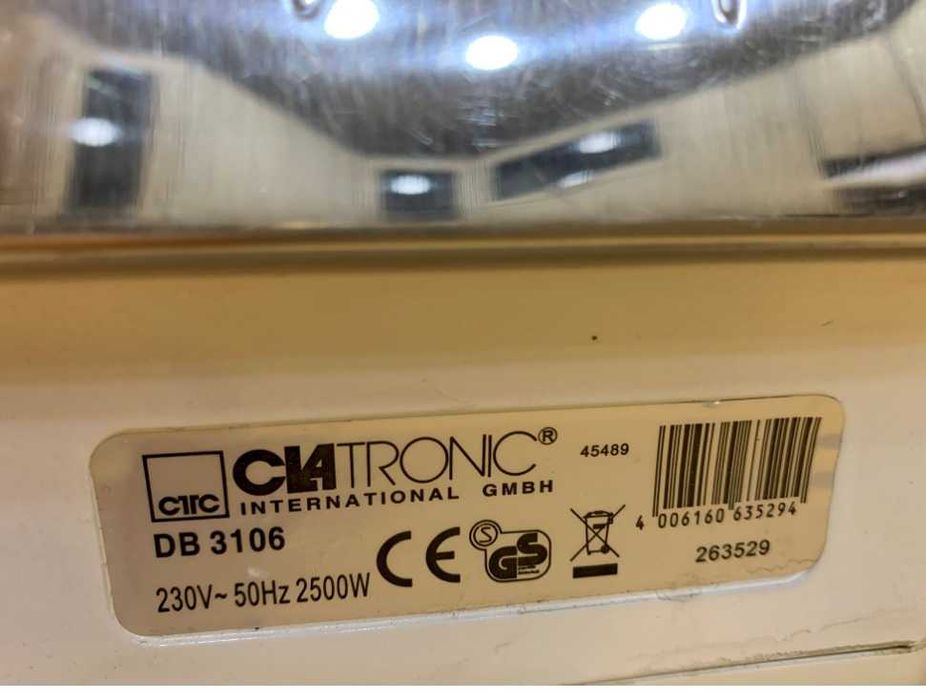 CTC
CLATRONIC®
INTERNATIONAL GMBH
DB 3106
230V~ 50Hz 2500W
CE
S
GS
45489
4 006160 635294
263529